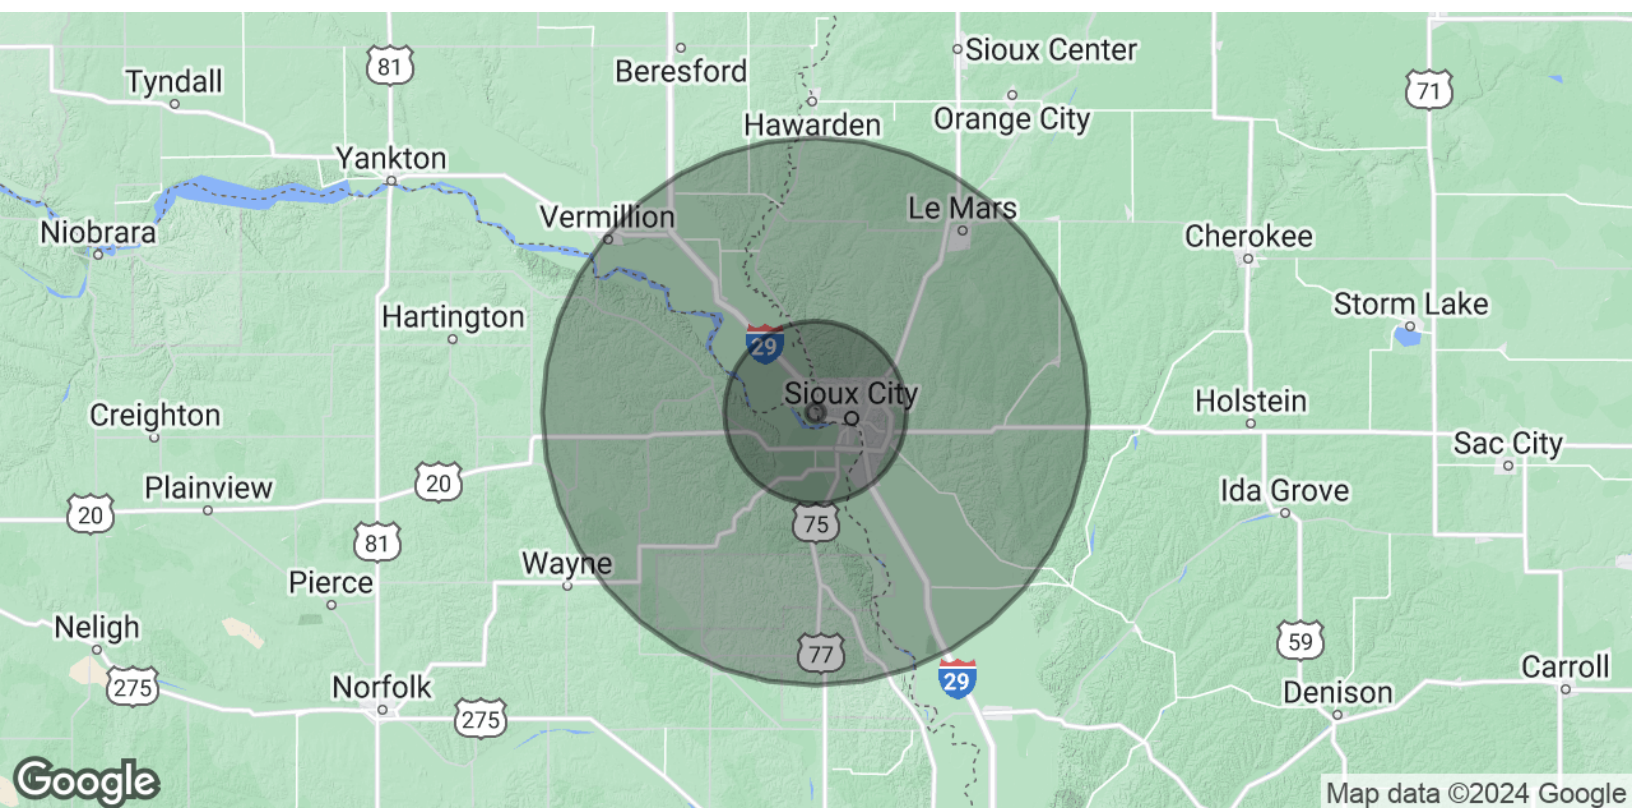 Sioux Center
81
Beresford
Tyndall
71
Hawarden
Orange City
Yankton
Vermillion
Le Mars
Niobrara
Cherokee
Hartington
Storm Lake
29
Sioux City
Creighton
Holstein
Sac City
20
Plainview
Ida Grove
20
75
81
Wayne
Pierce
Neligh
59
77
Carroll
275
Norfolk
29
Denison
275
Google
Map data ©2024 Google